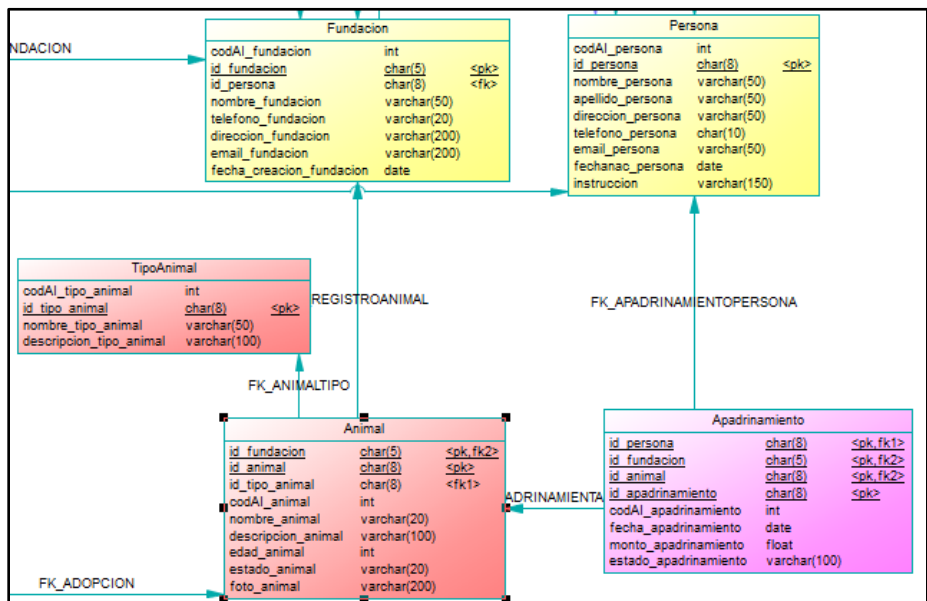 Fundacion
codAI_fundacion int
id_fundacion char(5) <pk>
id_persona char(8) <fk>
nombre_fundacion varchar(50)
telefono_fundacion varchar(20)
direccion_fundacion varchar(200)
email_fundacion varchar(200)
fecha_creacion_fundacion date
Persona
codAI_persona int
id_persona char(8) <pk>
nombre_persona varchar(50)
apellido_persona varchar(50)
direccion_persona varchar(50)
telefono_persona char(10)
email_persona varchar(50)
fechanac_persona date
instruccion varchar(150)
NDACION
TipoAnimal
codAI_tipo_animal int
id_tipo_animal char(8) <pk>
nombre_tipo_animal varchar(50)
descripcion_tipo_animal varchar(100)
REGISTROANIMAL
FK_APADRINAMIENTOPERSONA
FK_ANIMALTIPO
Animal
id_fundacion char(5) <pk,fk2>
id_animal char(8) <pk>
id_tipo_animal char(8) <fk1>
codAI_animal int
nombre_animal varchar(20)
descripcion_animal varchar(100)
edad_animal int
estado_animal varchar(20)
foto_animal varchar(200)
ADRINAMIENTA
Apadrinamiento
id_persona char(8) <pk,fk1>
id_fundacion char(5) <pk,fk2>
id_animal char(8) <pk,fk2>
id_apadrinamiento char(8) <pk>
codAI_apadrinamiento int
fecha_apadrinamiento date
monto_apadrinamiento float
estado_apadrinamiento varchar(100)
FK_ADOPCION